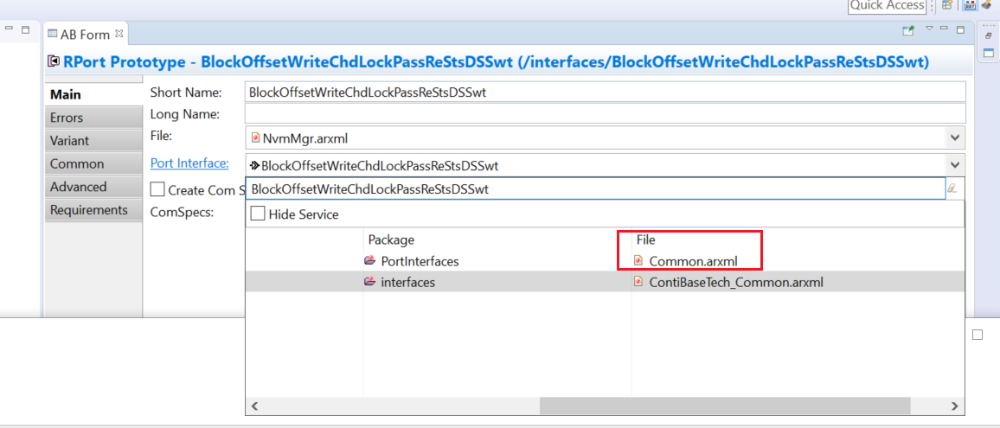 Quick Access
AB Form
RPort Prototype - BlockOffsetWriteChdLockPassReStsDSSwt (/interfaces/BlockOffsetWriteChdLockPassReStsDSSwt)
Main
Errors
Variant
Common
Advanced
Requirements
Short Name: BlockOffsetWriteChdLockPassReStsDSSwt
Long Name:
File: NvmMgr.arxml
Port Interface: BlockOffsetWriteChdLockPassReStsDSSwt
Create Com S
BlockOffsetWriteChdLockPassReStsDSSwt
ComSpecs:
Hide Service
Package File
PortInterfaces Common.arxml
interfaces ContiBaseTech_Common.arxml